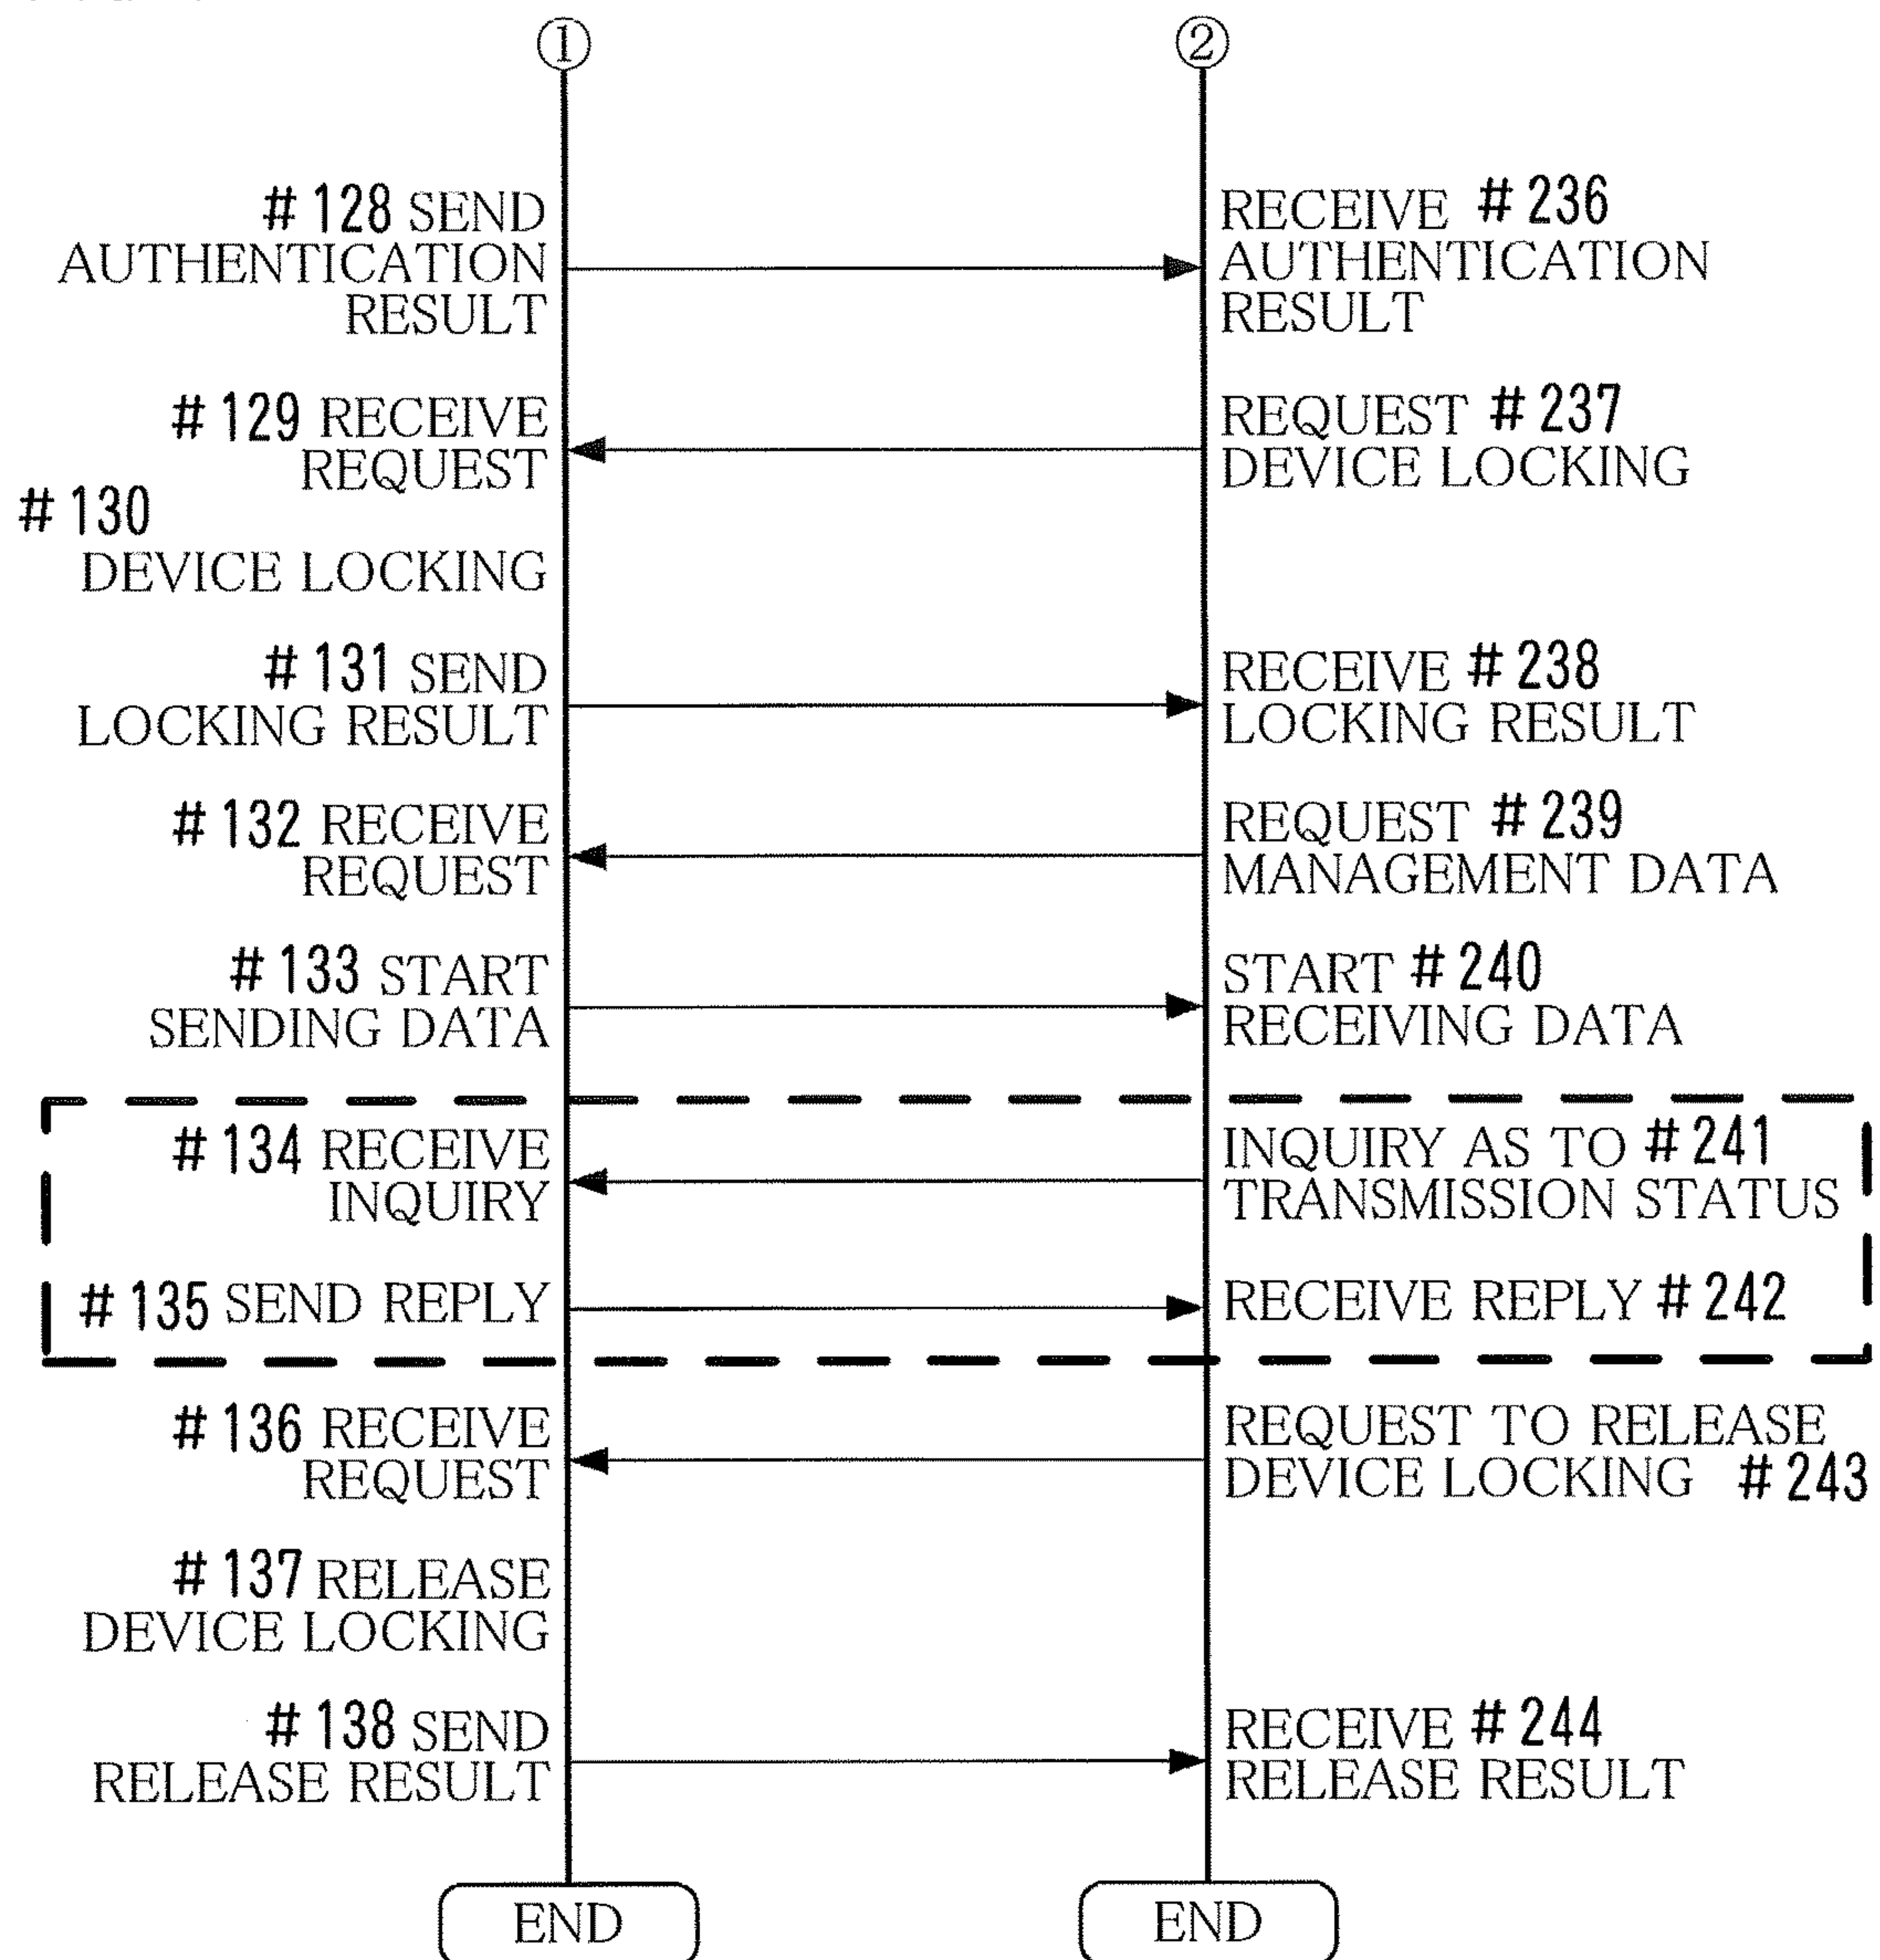 ① ②
# 128 SEND
AUTHENTICATION
RESULT
RECEIVE # 236
AUTHENTICATION
RESULT
# 129 RECEIVE
REQUEST
REQUEST # 237
DEVICE LOCKING
# 130
DEVICE LOCKING
# 131 SEND
LOCKING RESULT
RECEIVE # 238
LOCKING RESULT
# 132 RECEIVE
REQUEST
REQUEST # 239
MANAGEMENT DATA
# 133 START
SENDING DATA
START # 240
RECEIVING DATA
# 134 RECEIVE
INQUIRY
INQUIRY AS TO # 241
TRANSMISSION STATUS
# 135 SEND REPLY
RECEIVE REPLY # 242
# 136 RECEIVE
REQUEST
REQUEST TO RELEASE
DEVICE LOCKING # 243
# 137 RELEASE
DEVICE LOCKING
# 138 SEND
RELEASE RESULT
RECEIVE # 244
RELEASE RESULT
END
END